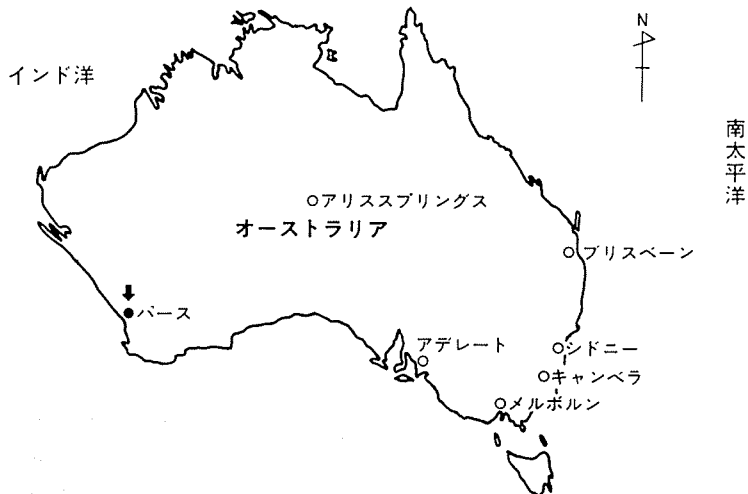 N
インド洋
南太平洋
アリススプリングス
オーストラリア
ブリスベーン
パース
アデレート
シドニー
キャンベラ
メルボルン